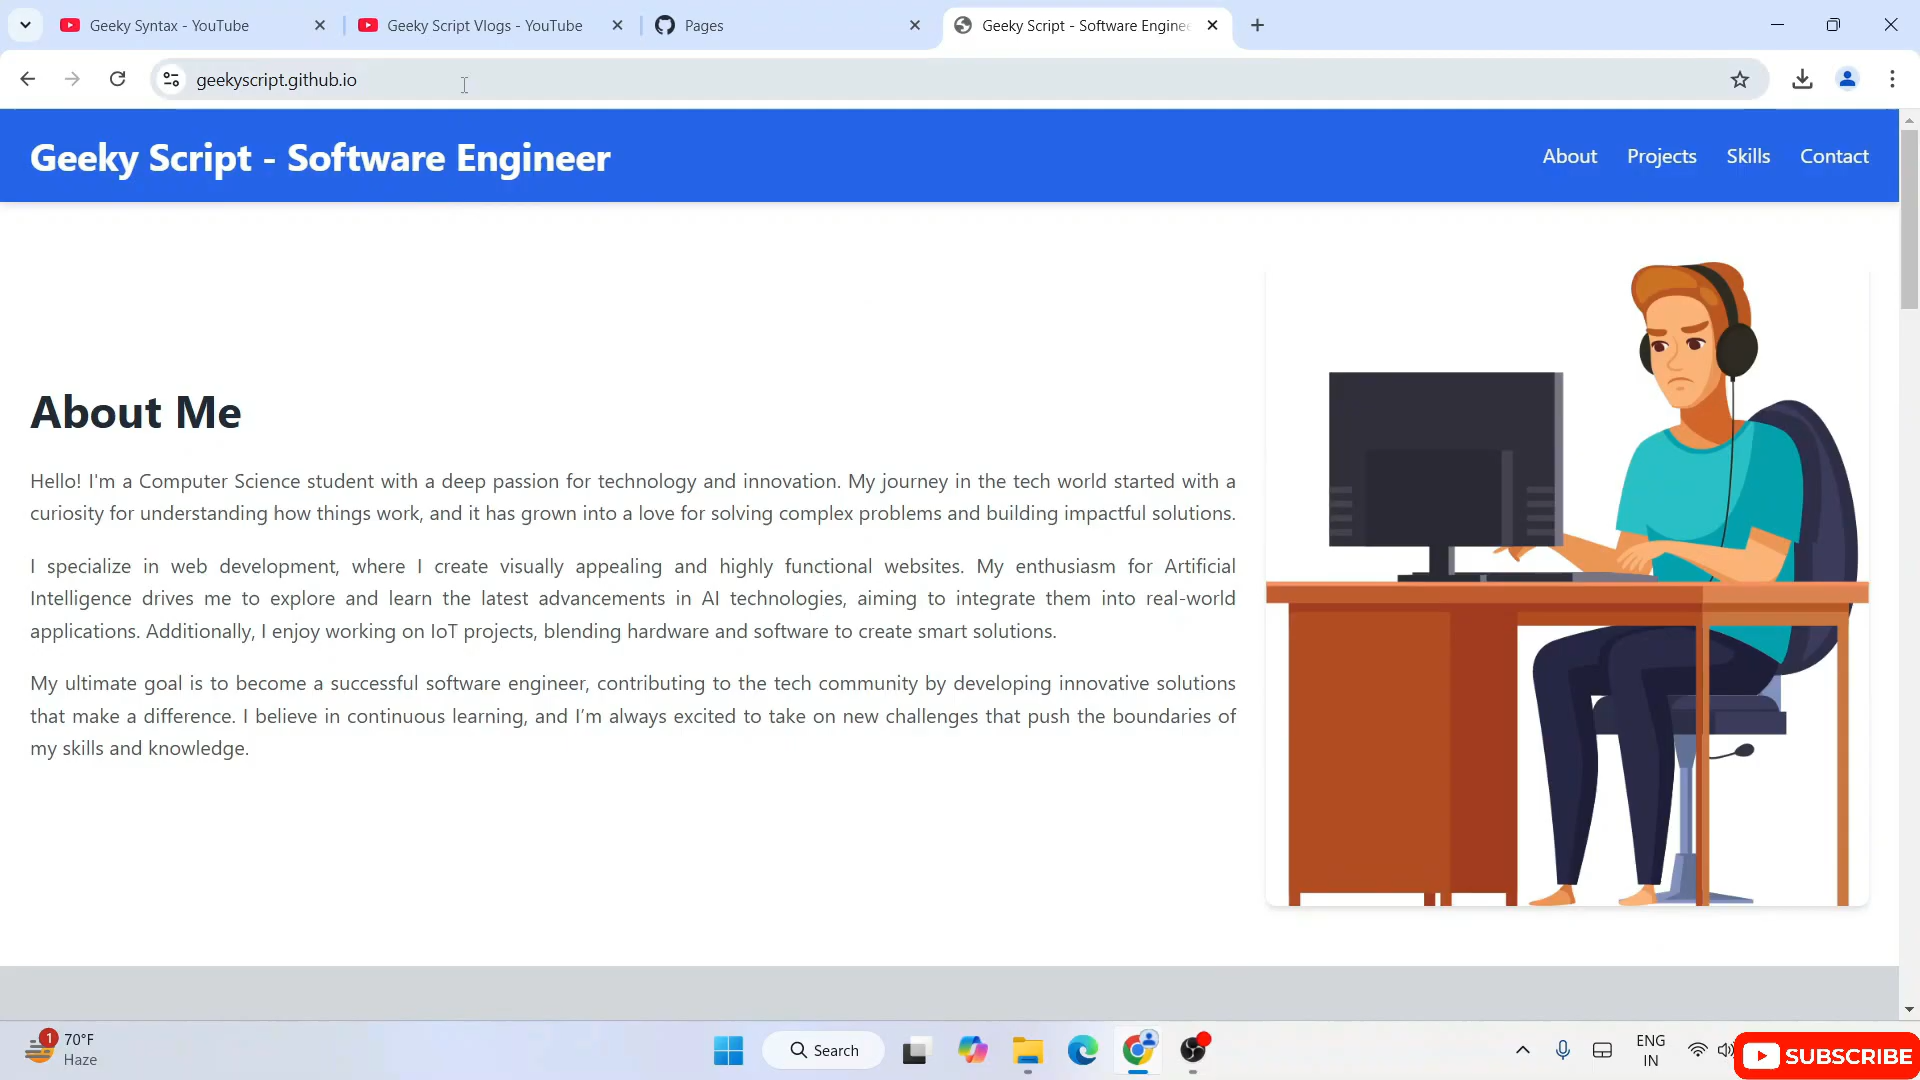 Geeky Syntax - YouTube
Geeky Script Vlogs - YouTube
Pages
Geeky Script - Software Enginee
geekyscript.github.io
Geeky Script - Software Engineer
About Projects Skills Contact
About Me
Hello! I'm a Computer Science student with a deep passion for technology and innovation. My journey in the tech world started with a
curiosity for understanding how things work, and it has grown into a love for solving complex problems and building impactful solutions.
I specialize in web development, where I create visually appealing and highly functional websites. My enthusiasm for Artificial
Intelligence drives me to explore and learn the latest advancements in AI technologies, aiming to integrate them into real-world
applications. Additionally, I enjoy working on IoT projects, blending hardware and software to create smart solutions.
My ultimate goal is to become a successful software engineer, contributing to the tech community by developing innovative solutions
that make a difference. I believe in continuous learning, and I’m always excited to take on new challenges that push the boundaries of
my skills and knowledge.
1
70°F
Haze
Search
ENG
IN
SUBSCRIBE